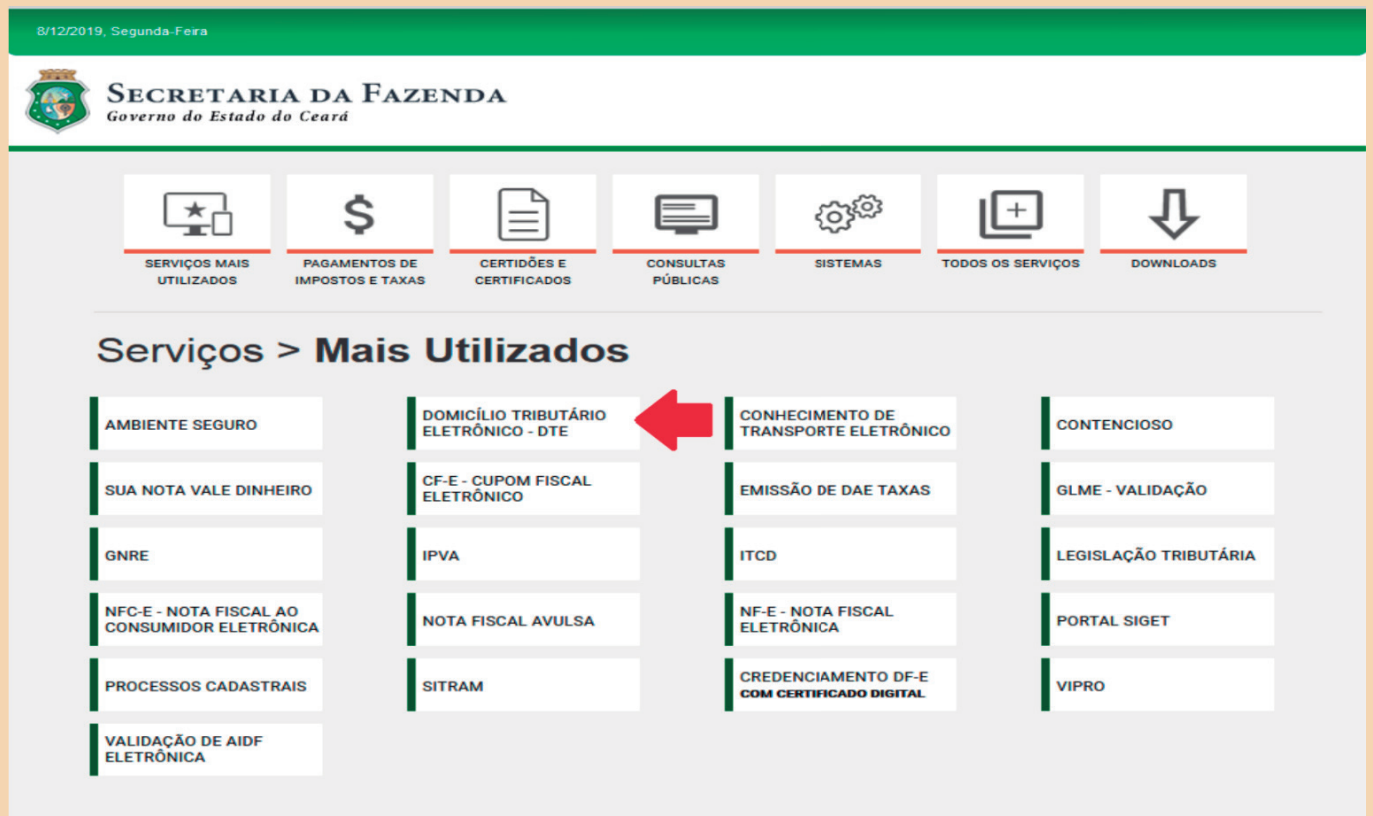 8/12/2019, Segunda-Feira
SECRETARIA DA FAZENDA
Governo do Estado do Ceará
SERVIÇOS MAIS
UTILIZADOS
PAGAMENTOS DE
IMPOSTOS E TAXAS
CERTIDÕES E
CERTIFICADOS
CONSULTAS
PÚBLICAS
SISTEMAS
TODOS OS SERVIÇOS
DOWNLOADS
Serviços > Mais Utilizados
AMBIENTE SEGURO
DOMICÍLIO TRIBUTÁRIO
ELETRÔNICO - DTE
CONHECIMENTO DE
TRANSPORTE ELETRÔNICO
CONTENCIOSO
SUA NOTA VALE DINHEIRO
CF-E - CUPOM FISCAL
ELETRÔNICO
EMISSÃO DE DAE TAXAS
GLME - VALIDAÇÃO
GNRE
IPVA
ITCD
LEGISLAÇÃO TRIBUTÁRIA
NFC-E - NOTA FISCAL AO
CONSUMIDOR ELETRÔNICA
NOTA FISCAL AVULSA
NF-E - NOTA FISCAL
ELETRÔNICA
PORTAL SIGET
PROCESSOS CADASTRAIS
SITRAM
CREDENCIAMENTO DF-E
COM CERTIFICADO DIGITAL
VIPRO
VALIDAÇÃO DE AIDF
ELETRÔNICA